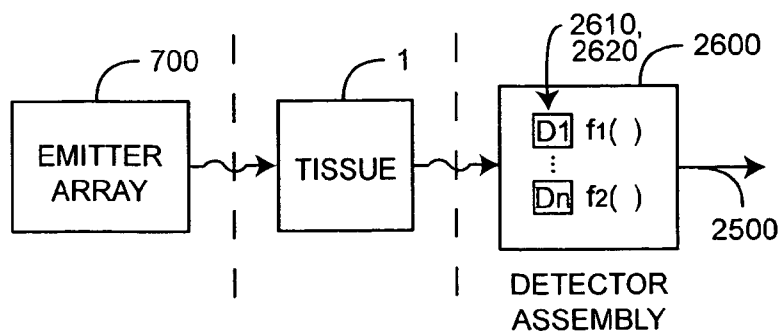 2610,
2620
2600
700
1
EMITTER
ARRAY
TISSUE
D1 f1( )
⋮
Dn f2( )
2500
DETECTOR
ASSEMBLY